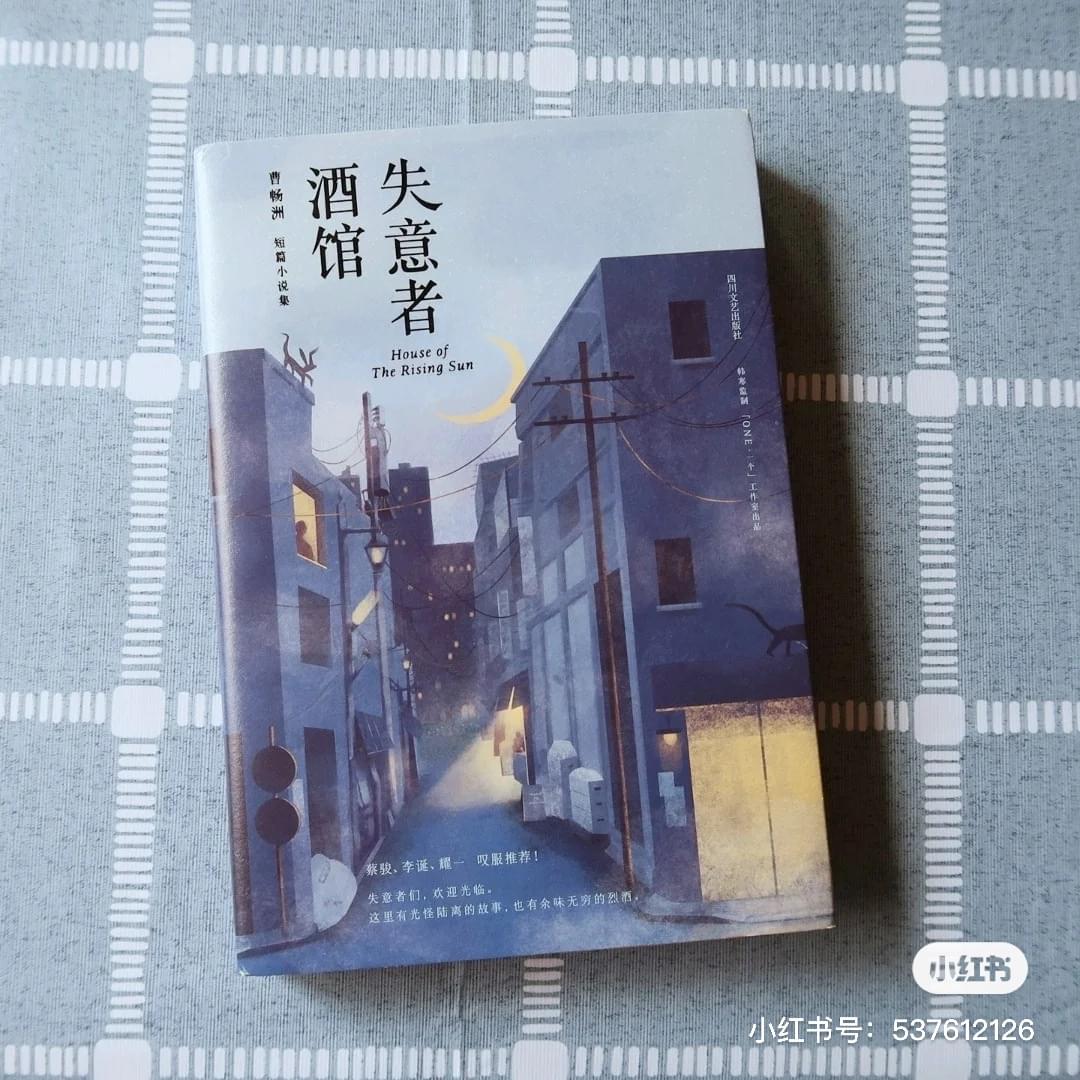 失意者
酒馆
曹畅洲 短篇小说集
House of
The Rising Sun
四川文艺出版社
韩寒监制 「ONE·一个」工作室出品
蔡骏、李诞、耀一 叹服推荐！
失意者们，欢迎光临。
这里有光怪陆离的故事，也有余味无穷的烈酒。
小红书
小红书号：537612126